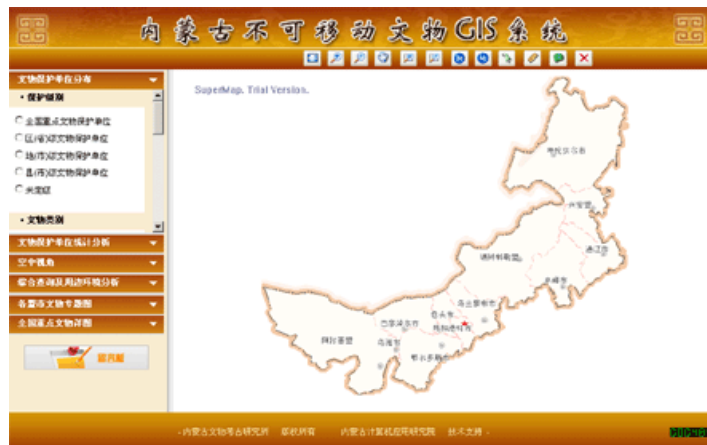 内蒙古不可移动文物GIS系统
文物保护单位分布
· 保护级别
全国重点文物保护单位
区(省)级文物保护单位
地(市)级文物保护单位
县(市)级文物保护单位
未定级
· 文物类别
文物保护单位统计分析
空中视角
综合查询及周边环境分析
各盟市文物专题图
全国重点文物详图
SuperMap. Trial Version.
呼伦贝尔市
兴安盟
通辽市
锡林郭勒盟
赤峰市
乌兰察布市
包头市
呼和浩特市
巴彦淖尔市
阿拉善盟
乌海市
鄂尔多斯市
· 内蒙古文物考古研究所 版权所有 内蒙古计算机应用研究院 技术支持 ·